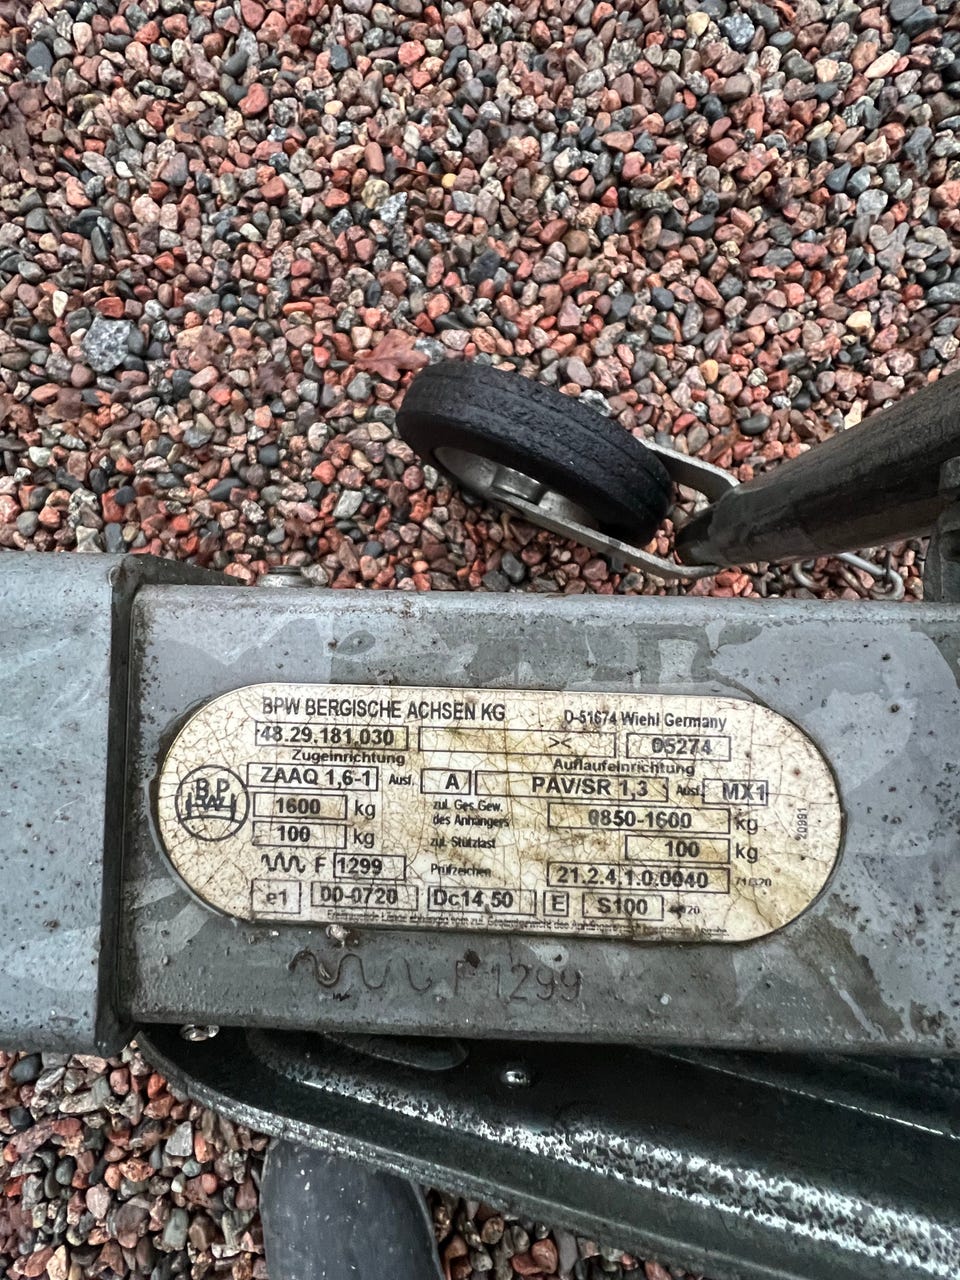 BPW BERGISCHE ACHSEN KG D-51674 Wiehl Germany
48.29.181.030 >< 05274
Zugeinrichtung Auflaufeinrichtung
ZAAQ 1,6-1 Ausf. A PAV/SR 1,3 Ausf. MX1
BPW
1600 kg zul. Ges.Gew. des Anhängers 0850-1600 kg
100 kg zul. Stützlast 100 kg
F 1299 Prüfzeichen 21.2.4.1.0.0040
e1 00-0720 Dc14,50 E S100
20991
F 1299